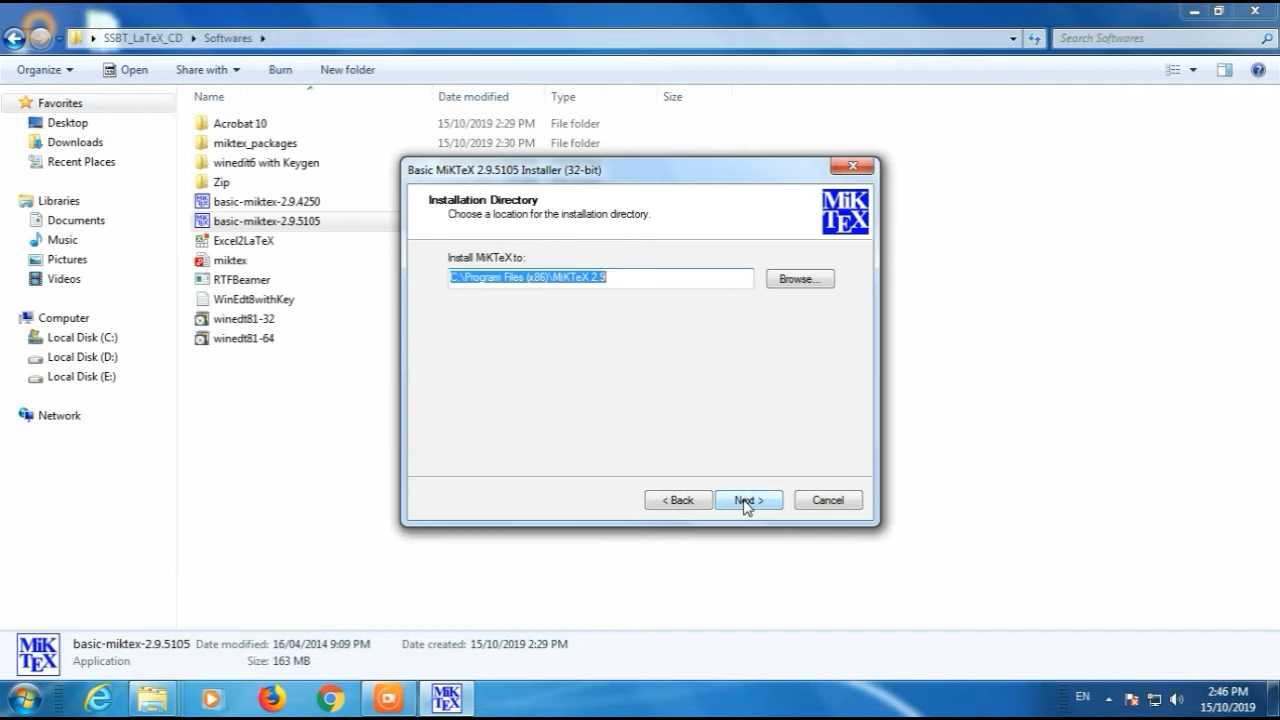 SSBT_LaTeX_CD Softwares
Search Softwares
Organize Open Share with Burn New folder
Favorites
Desktop
Downloads
Recent Places
Libraries
Documents
Music
Pictures
Videos
Computer
Local Disk (C:)
Local Disk (D:)
Local Disk (E:)
Network
Name Date modified Type Size
Acrobat 10 15/10/2019 2:29 PM File folder
miktex_packages 15/10/2019 2:30 PM File folder
winedit6 with Keygen
Zip
basic-miktex-2.9.4250
basic-miktex-2.9.5105
Excel2LaTeX
miktex
RTFBeamer
WinEdt8withKey
winedt81-32
winedt81-64
Basic MiKTeX 2.9.5105 Installer (32-bit)
Installation Directory
Choose a location for the installation directory.
MiK
TEX
Install MiKTeX to:
C:\Program Files (x86)\MiKTeX 2.9
Browse...
< Back Next > Cancel
MiK
TEX
basic-miktex-2.9.5105 Date modified: 16/04/2014 9:09 PM Date created: 15/10/2019 2:29 PM
Application Size: 163 MB
MiK
TEX
EN
2:46 PM
15/10/2019